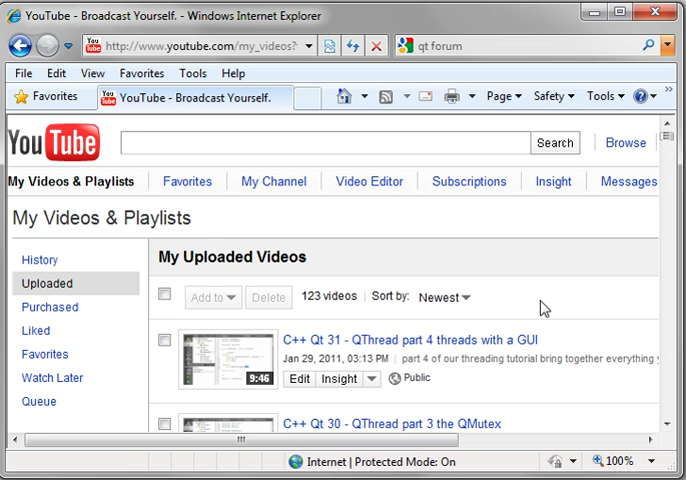 YouTube - Broadcast Yourself. - Windows Internet Explorer
http://www.youtube.com/my_videos?
qt forum
File Edit View Favorites Tools Help
Favorites
YouTube - Broadcast Yourself.
Page Safety Tools
»
YouTube
Search
Browse
My Videos & Playlists Favorites My Channel Video Editor Subscriptions Insight Messages
My Videos & Playlists
History
Uploaded
Purchased
Liked
Favorites
Watch Later
Queue
My Uploaded Videos
Add to Delete 123 videos Sort by: Newest
C++ Qt 31 - QThread part 4 threads with a GUI
Jan 29, 2011, 03:13 PM part 4 of our threading tutorial bring together everything
9:46
Edit Insight Public
C++ Qt 30 - QThread part 3 the QMutex
Internet | Protected Mode: On
100%